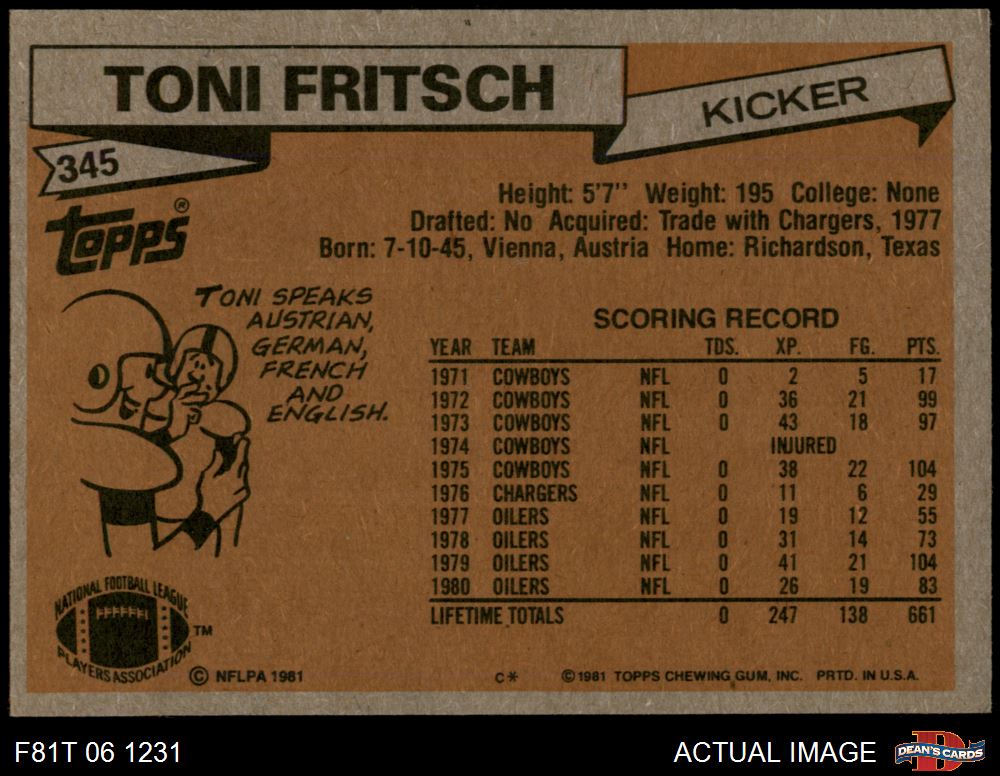 TONI FRITSCH
KICKER
345
Topps®
Height: 5'7" Weight: 195 College: None
Drafted: No Acquired: Trade with Chargers, 1977
Born: 7-10-45, Vienna, Austria Home: Richardson, Texas
TONI SPEAKS
AUSTRIAN,
GERMAN,
FRENCH
AND
ENGLISH.
SCORING RECORD
YEAR TEAM TDS. XP. FG. PTS.
1971 COWBOYS NFL 0 2 5 17
1972 COWBOYS NFL 0 36 21 99
1973 COWBOYS NFL 0 43 18 97
1974 COWBOYS NFL INJURED
1975 COWBOYS NFL 0 38 22 104
1976 CHARGERS NFL 0 11 6 29
1977 OILERS NFL 0 19 12 55
1978 OILERS NFL 0 31 14 73
1979 OILERS NFL 0 41 21 104
1980 OILERS NFL 0 26 19 83
LIFETIME TOTALS 0 247 138 661
NATIONAL FOOTBALL LEAGUE
PLAYERS ASSOCIATION
TM
© NFLPA 1981
C* © 1981 TOPPS CHEWING GUM, INC. PRTD. IN U.S.A.
F81T 06 1231
ACTUAL IMAGE
D
DEAN'S CARDS